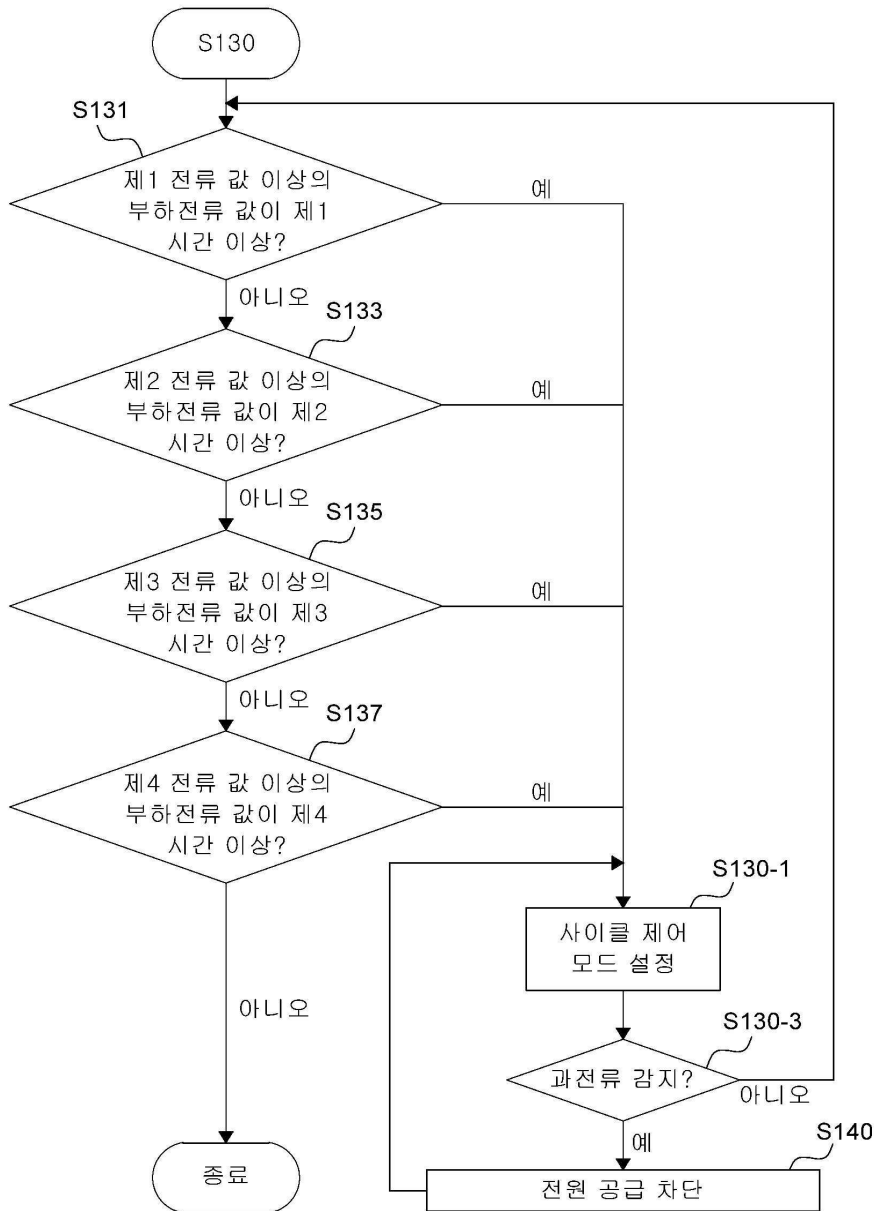 S130
S131
제1 전류 값 이상의
부하전류 값이 제1
시간 이상?
예
아니오
S133
제2 전류 값 이상의
부하전류 값이 제2
시간 이상?
예
아니오
S135
제3 전류 값 이상의
부하전류 값이 제3
시간 이상?
예
아니오
S137
제4 전류 값 이상의
부하전류 값이 제4
시간 이상?
예
아니오
S130-1
사이클 제어
모드 설정
S130-3
과전류 감지?
아니오
예
S140
전원 공급 차단
종료